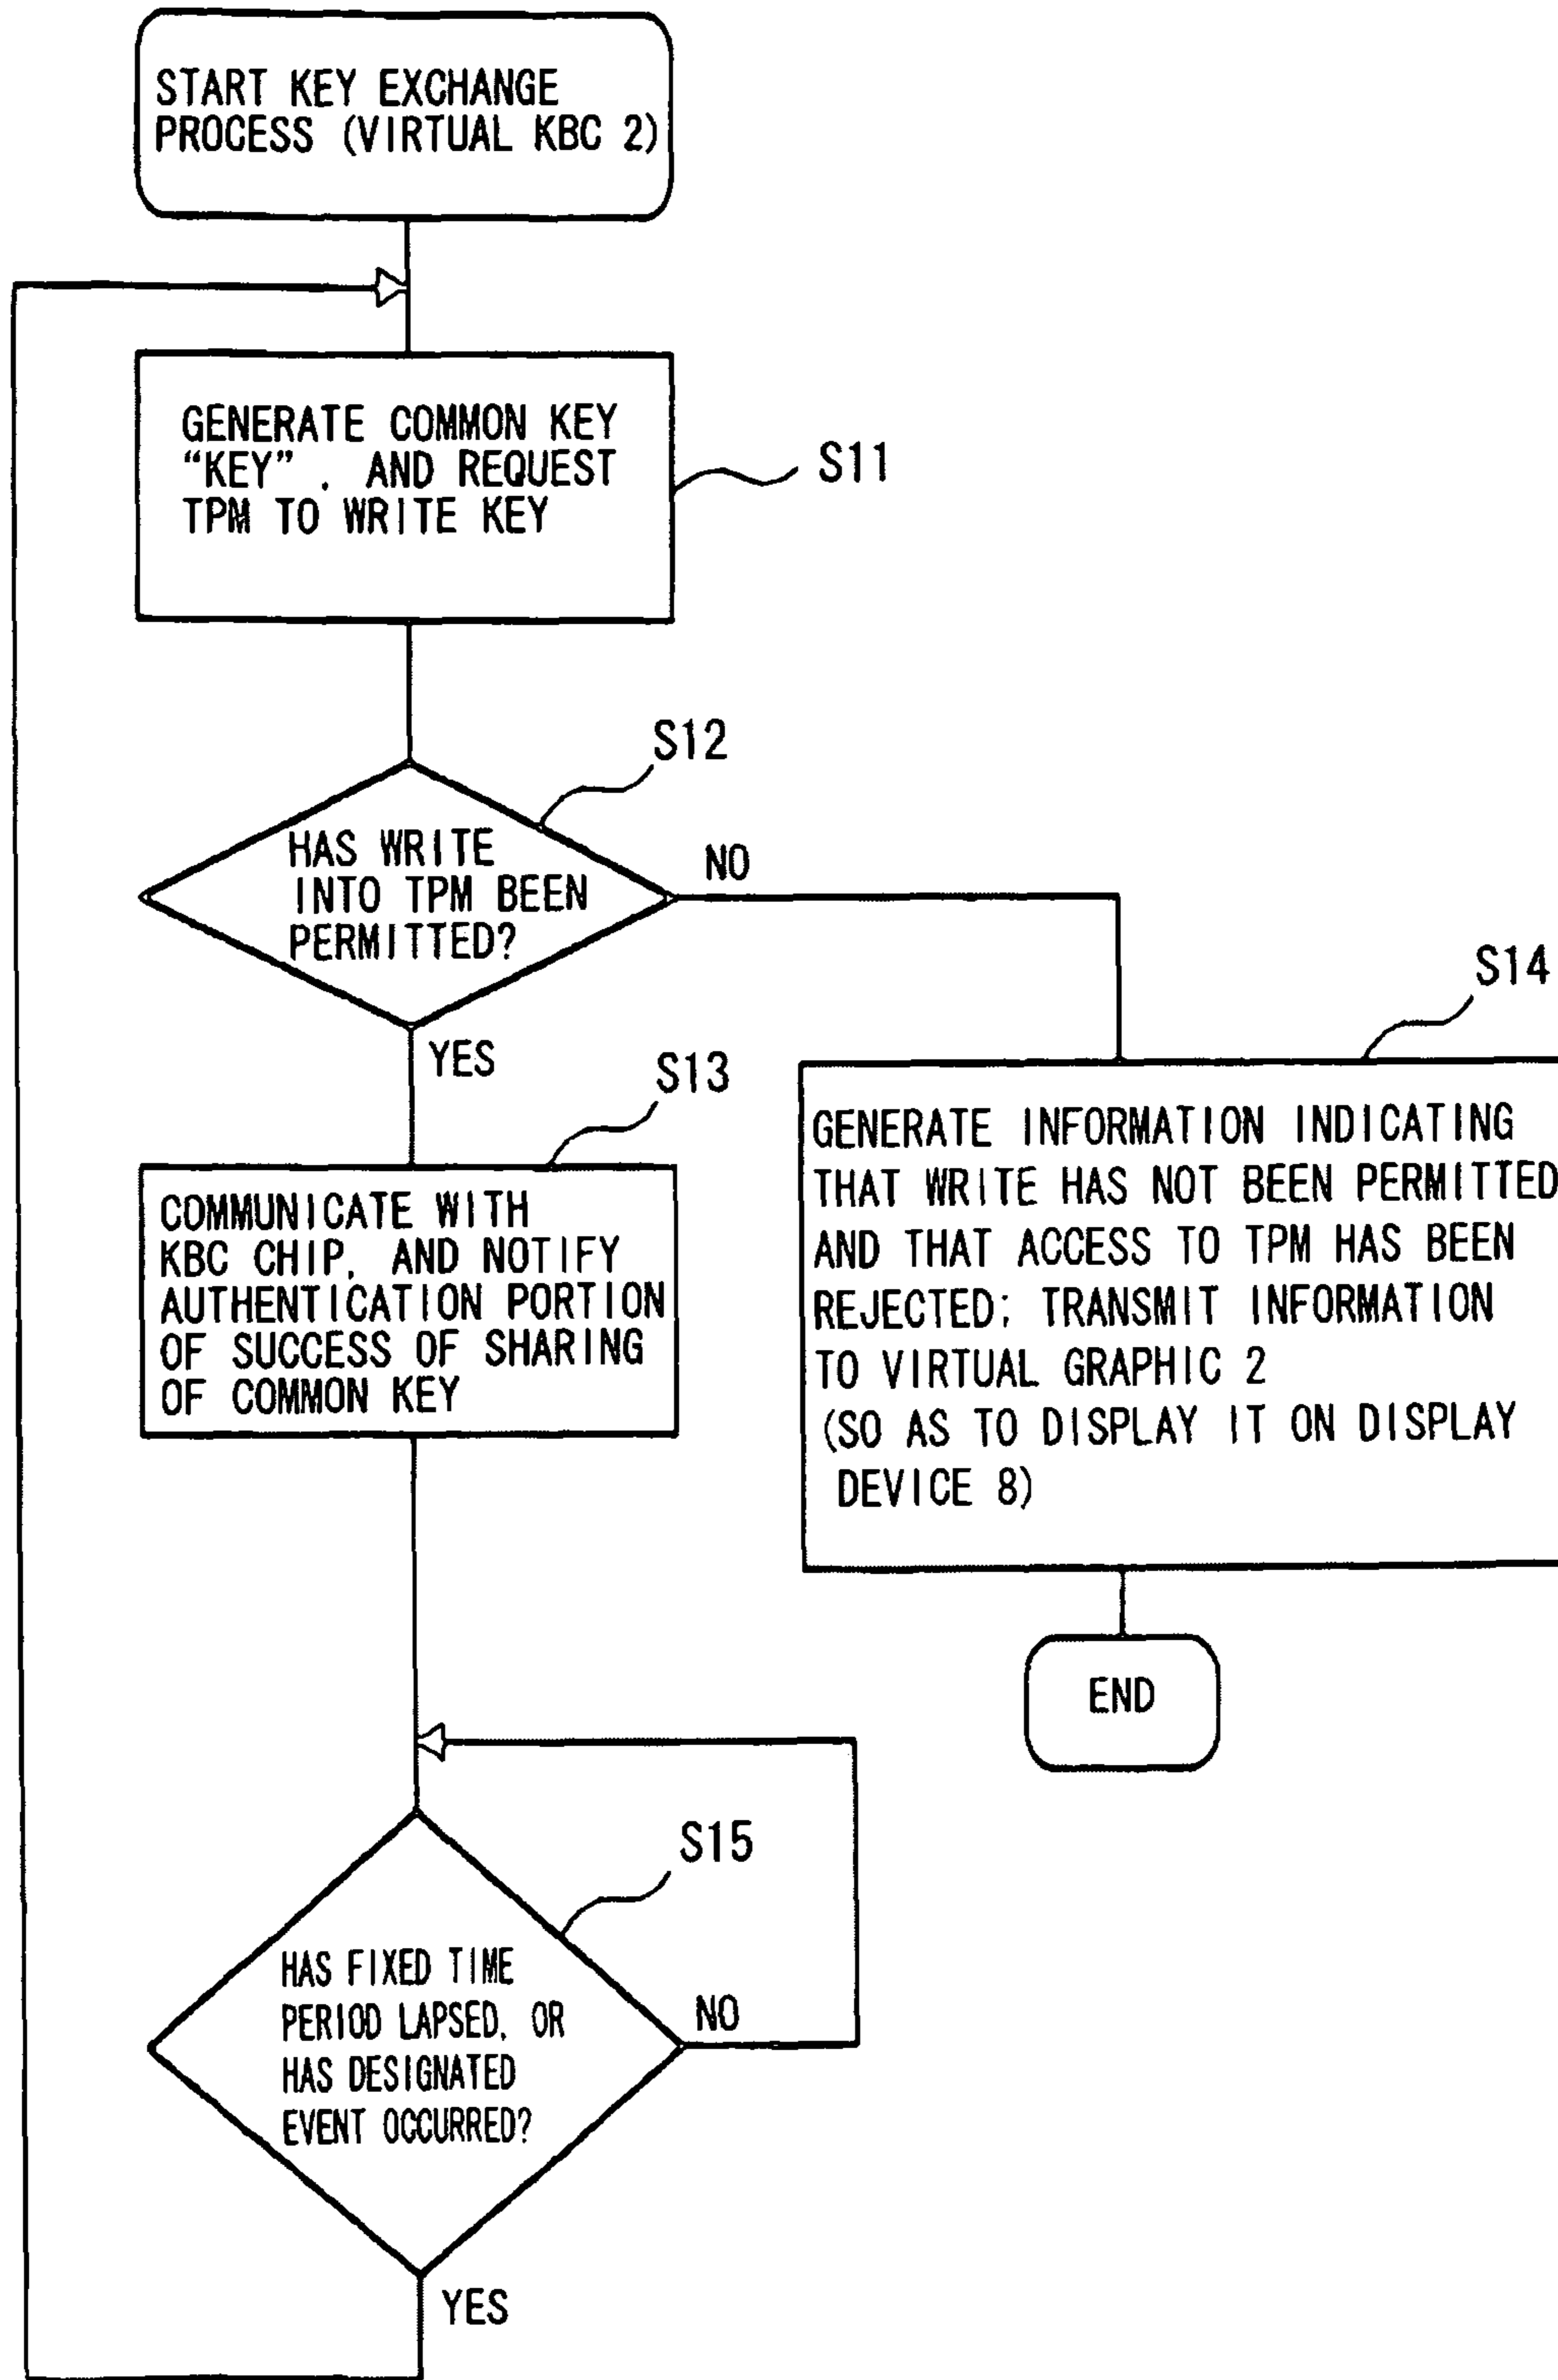 START KEY EXCHANGE
PROCESS (VIRTUAL KBC 2)
GENERATE COMMON KEY
“KEY”, AND REQUEST
TPM TO WRITE KEY
S11
S12
HAS WRITE
INTO TPM BEEN
PERMITTED?
NO
YES
S13
COMMUNICATE WITH
KBC CHIP, AND NOTIFY
AUTHENTICATION PORTION
OF SUCCESS OF SHARING
OF COMMON KEY
S14
GENERATE INFORMATION INDICATING
THAT WRITE HAS NOT BEEN PERMITTED
AND THAT ACCESS TO TPM HAS BEEN
REJECTED; TRANSMIT INFORMATION
TO VIRTUAL GRAPHIC 2
(SO AS TO DISPLAY IT ON DISPLAY
DEVICE 8)
END
S15
HAS FIXED TIME
PERIOD LAPSED, OR
HAS DESIGNATED
EVENT OCCURRED?
NO
YES